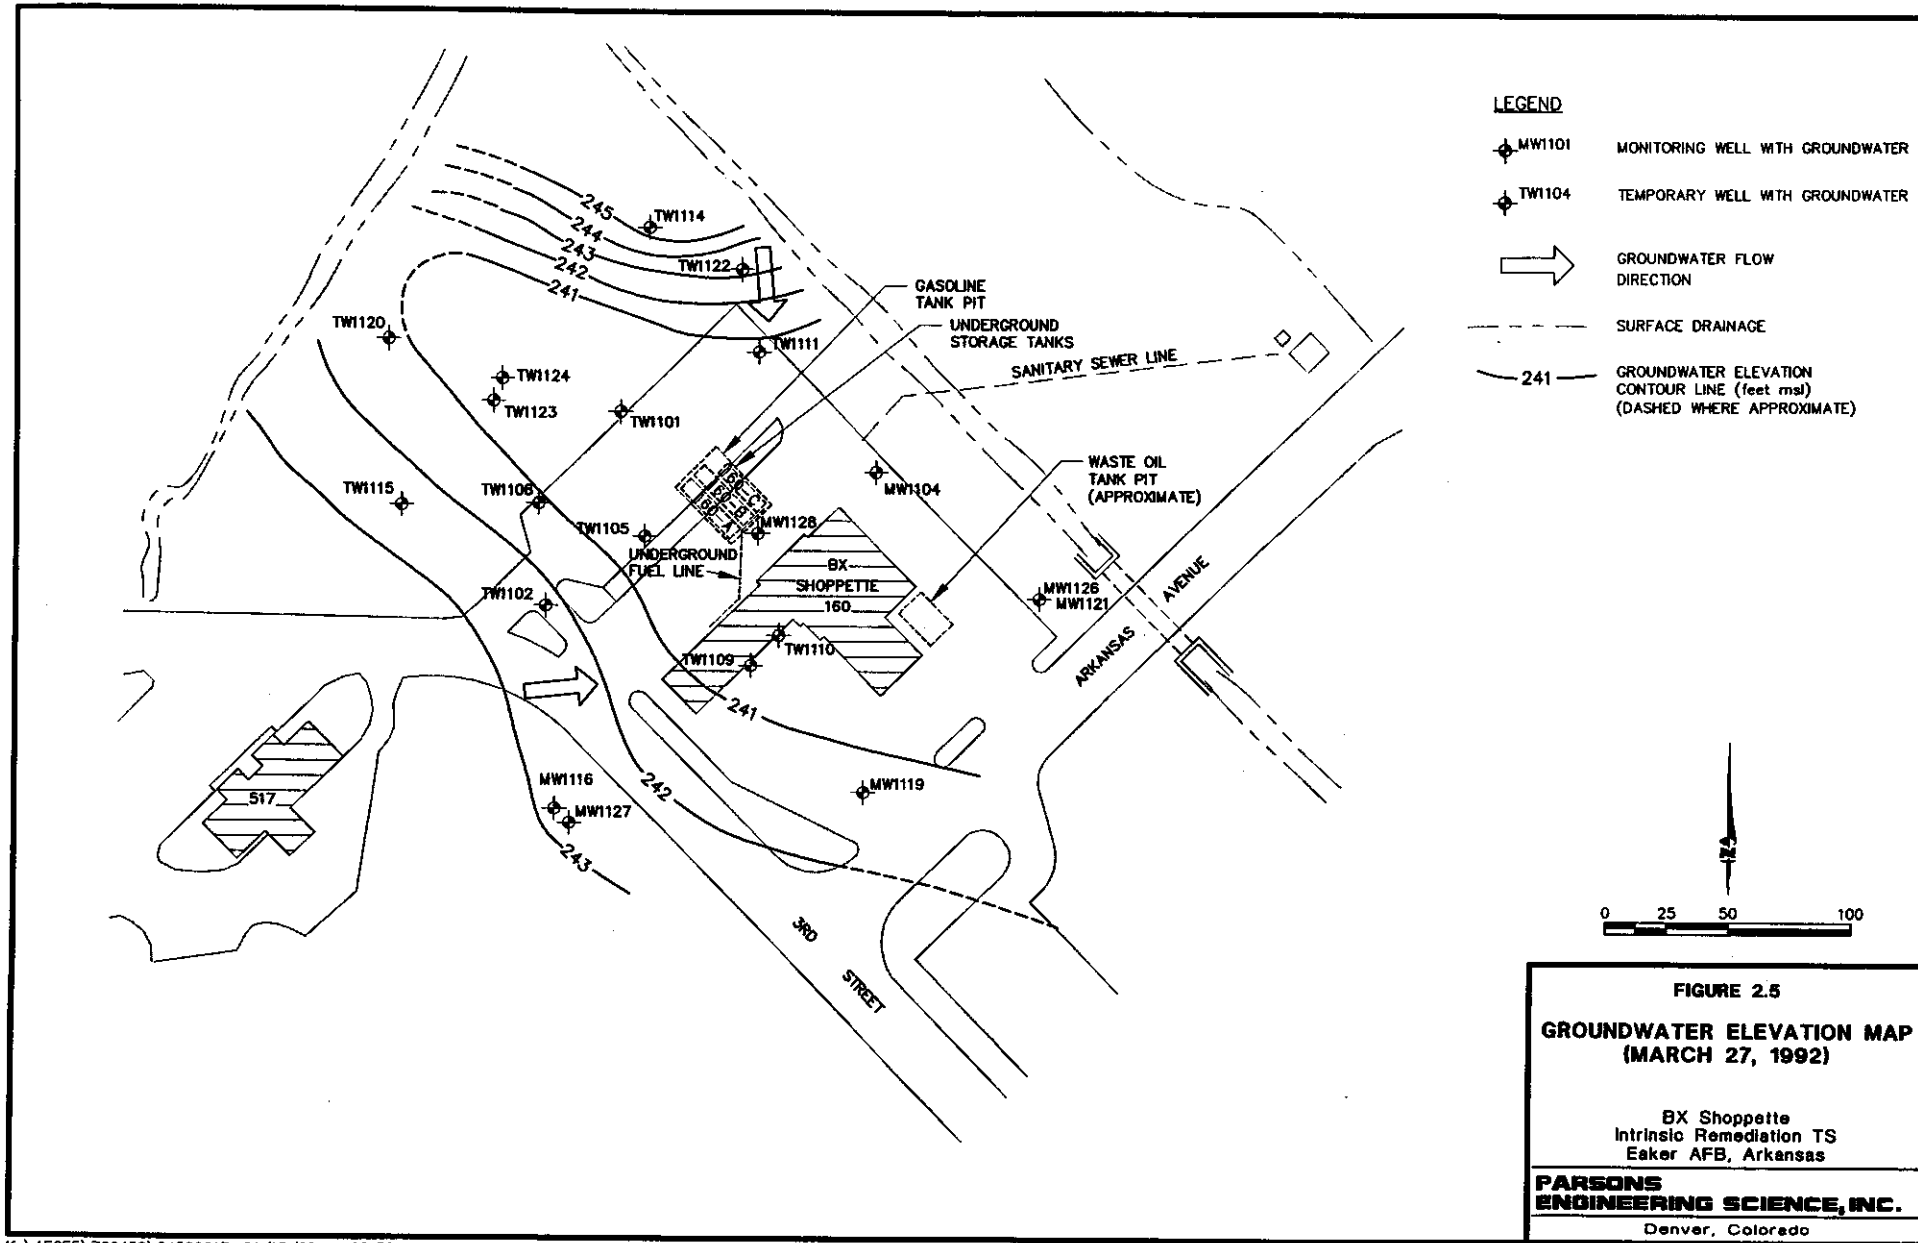 LEGEND
MW1101 MONITORING WELL WITH GROUNDWATER
TW1104 TEMPORARY WELL WITH GROUNDWATER
GROUNDWATER FLOW
DIRECTION
SURFACE DRAINAGE
241 GROUNDWATER ELEVATION
CONTOUR LINE (feet msl)
(DASHED WHERE APPROXIMATE)
245
244
243
242
241
TW1114
TW1122
GASOLINE
TANK PIT
UNDERGROUND
STORAGE TANKS
TW1120
TW1111
SANITARY SEWER LINE
TW1124
TW1123
TW1101
WASTE OIL
TANK PIT
(APPROXIMATE)
MW1104
TW1115
TW1106
60-C
60-B
60-A
TW1105
MW1128
UNDERGROUND
FUEL LINE
BX
SHOPPETTE
160
TW1102
MW1126
MW1121
ARKANSAS AVENUE
TW1110
TW1109
241
242
243
MW1116
MW1127
MW1119
517
3RD
STREET
0 25 50 100
FIGURE 2.5
GROUNDWATER ELEVATION MAP
(MARCH 27, 1992)
BX Shoppette
Intrinsic Remediation TS
Eaker AFB, Arkansas
PARSONS
ENGINEERING SCIENCE, INC.
Denver, Colorado